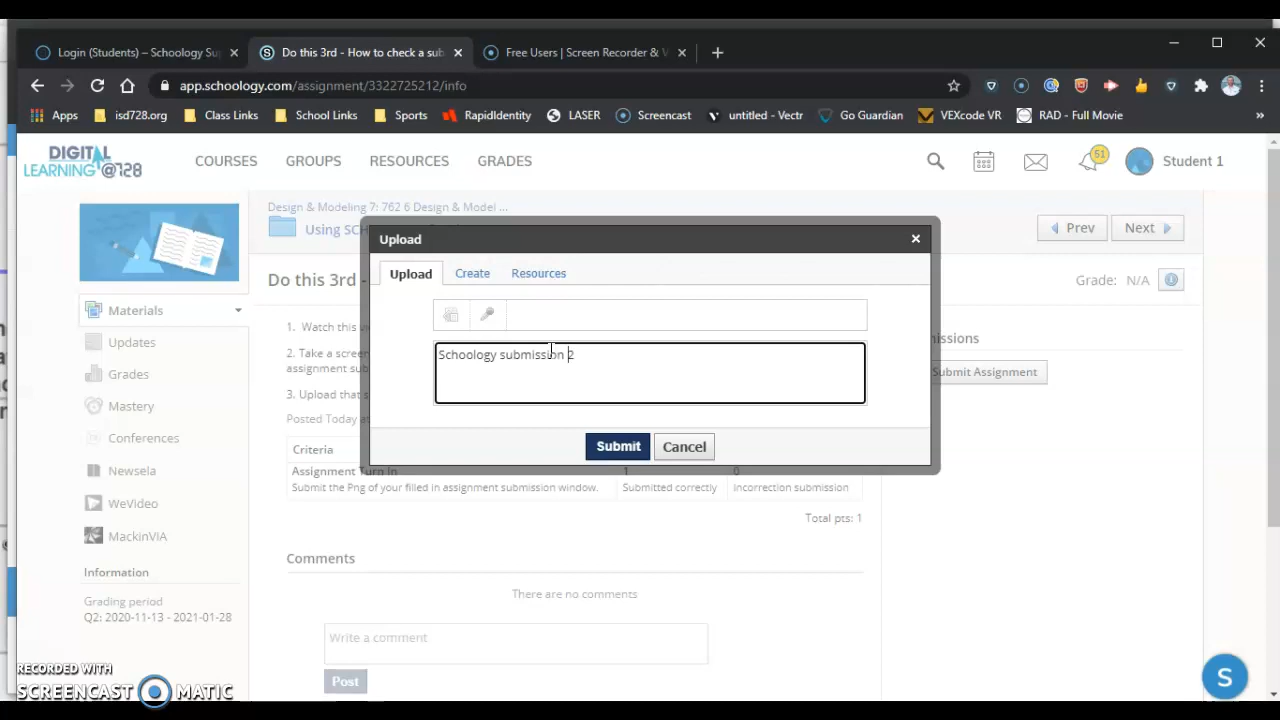 Login (Students) – Schoology Su
Do this 3rd - How to check a sub
Free Users | Screen Recorder & V
app.schoology.com/assignment/3322725212/info
Apps
isd728.org
Class Links
School Links
Sports
RapidIdentity
LASER
Screencast
untitled - Vectr
Go Guardian
VEXcode VR
RAD - Full Movie
»
DIGITAL
LEARNING @728
COURSES
GROUPS
RESOURCES
GRADES
51
Student 1
Design & Modeling 7: 762 6 Design & Model ...
Using SCH
Prev
Next
Upload
Do this 3rd -
Grade: N/A
Upload
Create
Resources
Materials
Updates
Grades
Mastery
Conferences
Newsela
WeVideo
MackinVIA
Information
Grading period
Q2: 2020-11-13 - 2021-01-28
1. Watch this
2. Take a screen
assignment sub
3. Upload tha
Posted Today a
Schoology submission 2
Submit
Cancel
missions
Submit Assignment
Criteria
Assignment Turn In
1
0
Submit the Png of your filled in assignment submission window.
Submitted correctly
Incorrection submission
Total pts: 1
Comments
There are no comments
Write a comment
Post
RECORDED WITH
SCREENCAST MATIC
S